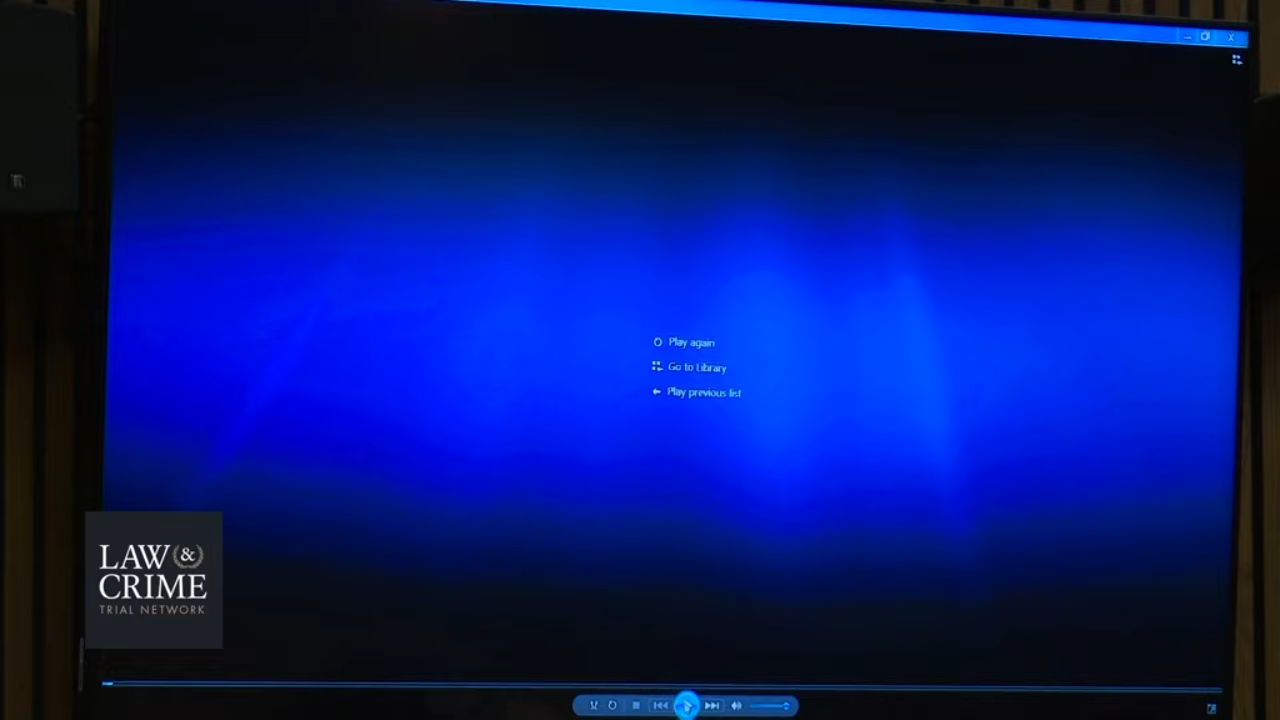 Play again
Go to Library
Play previous list
LAW &
CRIME
TRIAL NETWORK